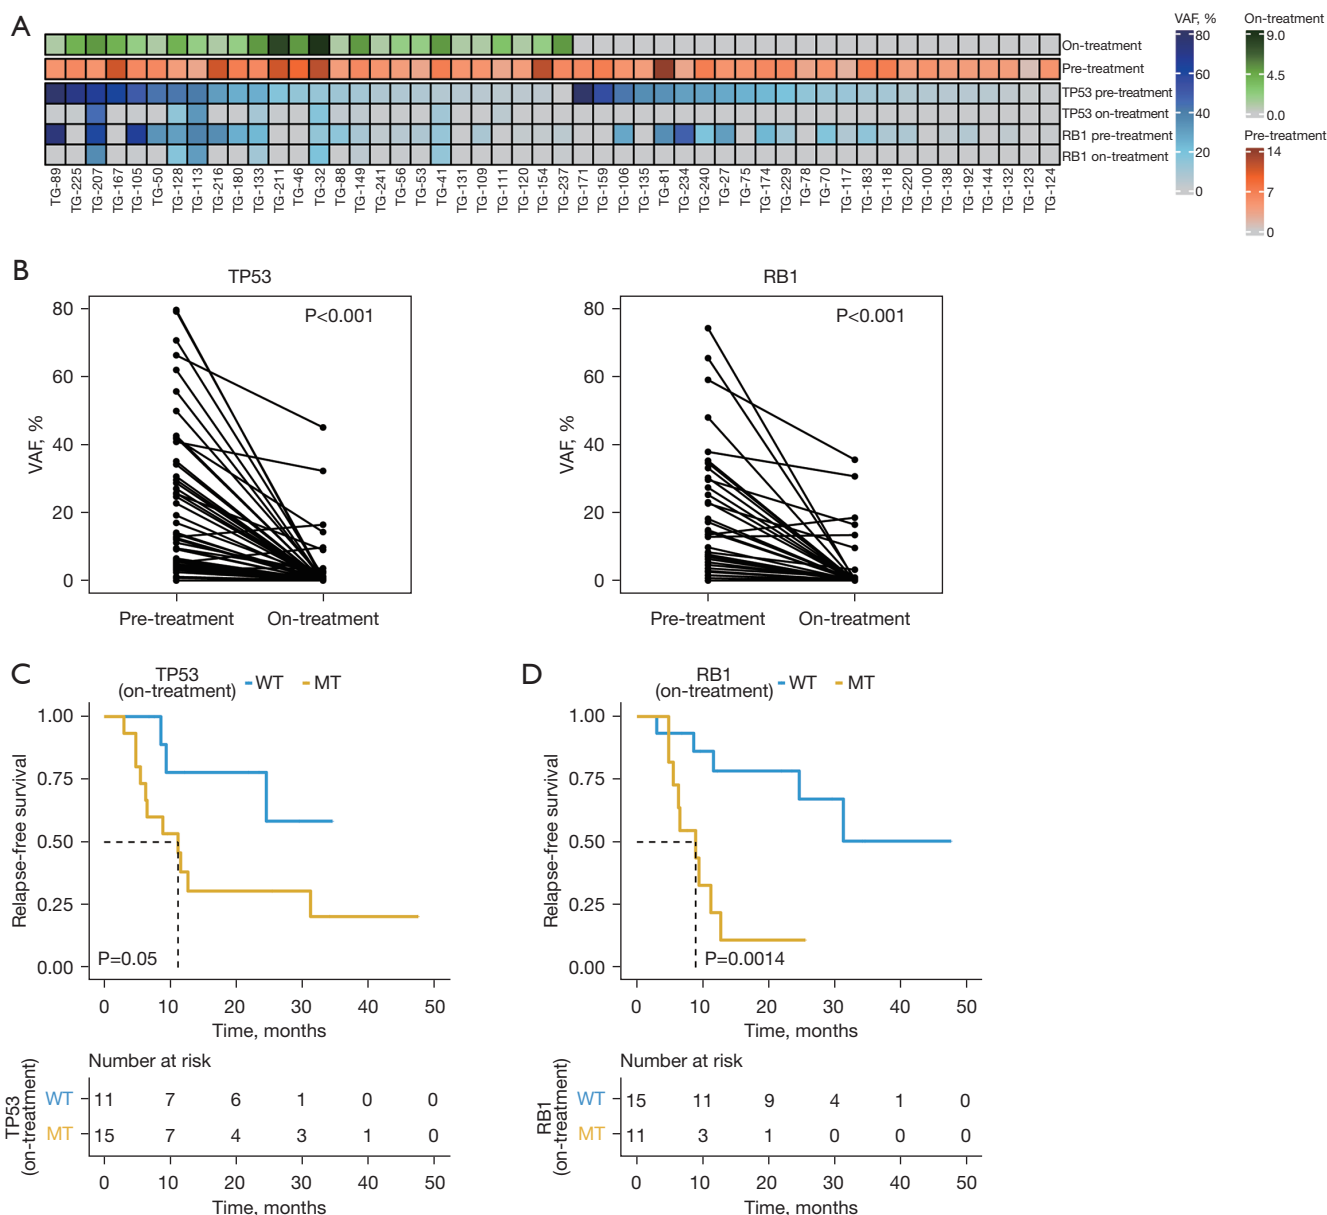 A
VAF, %
80
60
40
20
0
On-treatment
9.0
4.5
0.0
Pre-treatment
14
7
0
On-treatment
Pre-treatment
TP53 pre-treatment
TP53 on-treatment
RB1 pre-treatment
RB1 on-treatment
TG-89 TG-225 TG-207 TG-167 TG-105 TG-50 TG-128 TG-113 TG-216 TG-180 TG-133 TG-211 TG-46 TG-32 TG-88 TG-149 TG-241 TG-56 TG-53 TG-41 TG-131 TG-109 TG-111 TG-120 TG-154 TG-237 TG-171 TG-159 TG-106 TG-135 TG-81 TG-234 TG-240 TG-27 TG-75 TG-174 TG-229 TG-78 TG-70 TG-117 TG-183 TG-118 TG-220 TG-100 TG-138 TG-192 TG-144 TG-132 TG-123 TG-124
B
TP53
P<0.001
VAF, %
80
60
40
20
0
Pre-treatment On-treatment
RB1
P<0.001
VAF, %
80
60
40
20
0
Pre-treatment On-treatment
C
TP53
(on-treatment)
WT MT
Relapse-free survival
1.00
0.75
0.50
0.25
0.00
P=0.05
0 10 20 30 40 50
Time, months
Number at risk
TP53
(on-treatment)
WT 11 7 6 1 0 0
MT 15 7 4 3 1 0
0 10 20 30 40 50
Time, months
D
RB1
(on-treatment)
WT MT
Relapse-free survival
1.00
0.75
0.50
0.25
0.00
P=0.0014
0 10 20 30 40 50
Time, months
Number at risk
RB1
(on-treatment)
WT 15 11 9 4 1 0
MT 11 3 1 0 0 0
0 10 20 30 40 50
Time, months